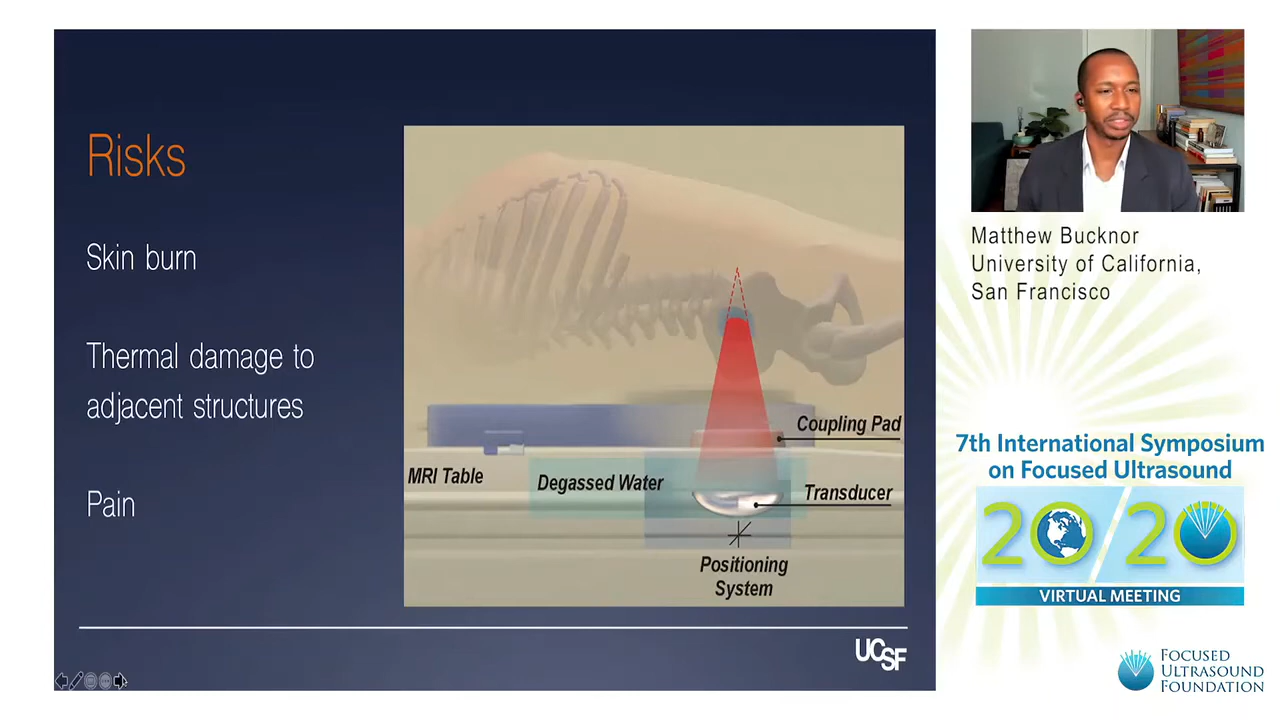 Risks
Skin burn
Thermal damage to
adjacent structures
Pain
Coupling Pad
MRI Table
Degassed Water
Transducer
Positioning
System
UCSF
Matthew Bucknor
University of California,
San Francisco
7th International Symposium
on Focused Ultrasound
20/20
VIRTUAL MEETING
FOCUSED
ULTRASOUND
FOUNDATION